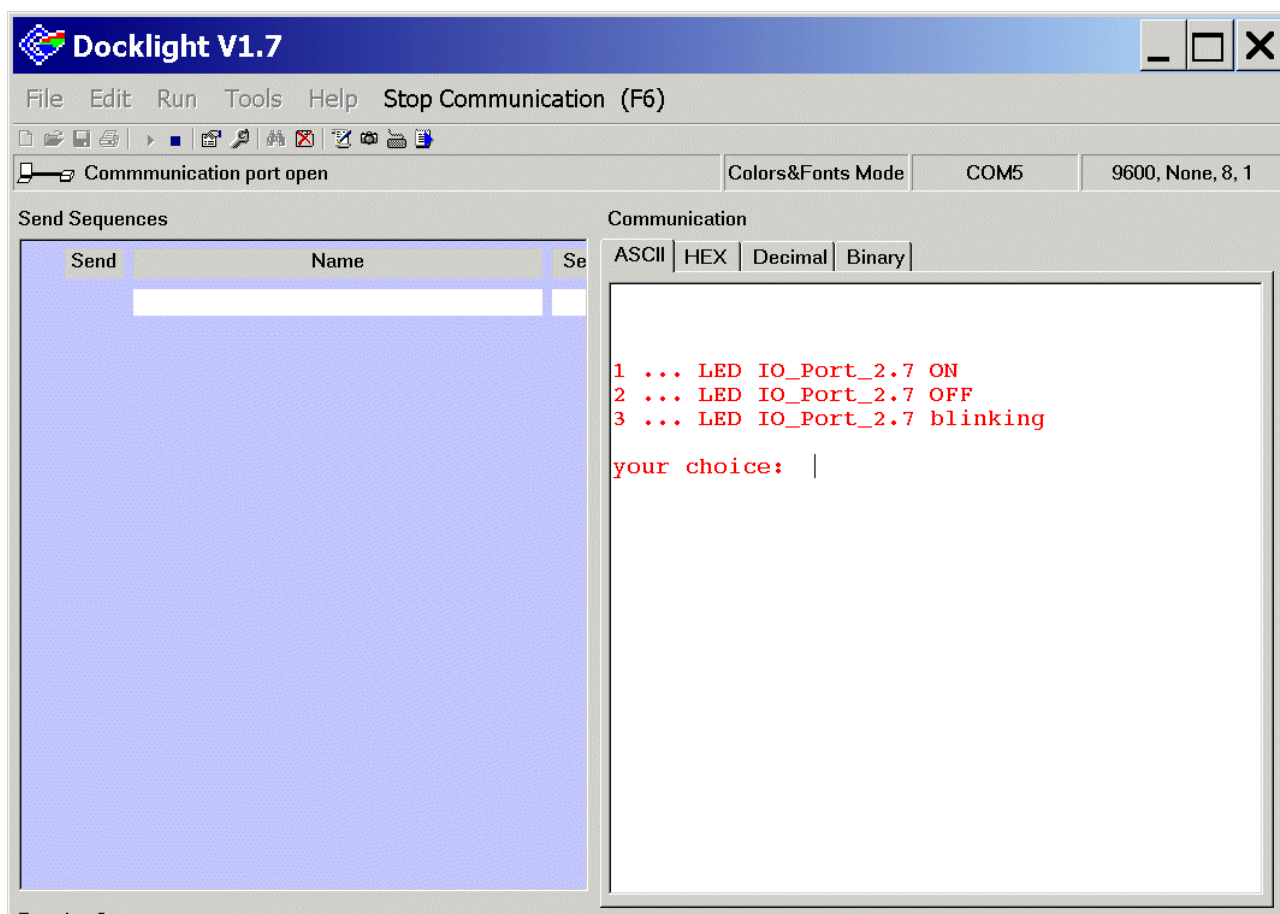 Docklight V1.7
File Edit Run Tools Help Stop Communication (F6)
Commmunication port open Colors&Fonts Mode COM5 9600, None, 8, 1
Send Sequences
Send Name Se
Communication
ASCII HEX Decimal Binary
1 ... LED IO_Port_2.7 ON
2 ... LED IO_Port_2.7 OFF
3 ... LED IO_Port_2.7 blinking
your choice: